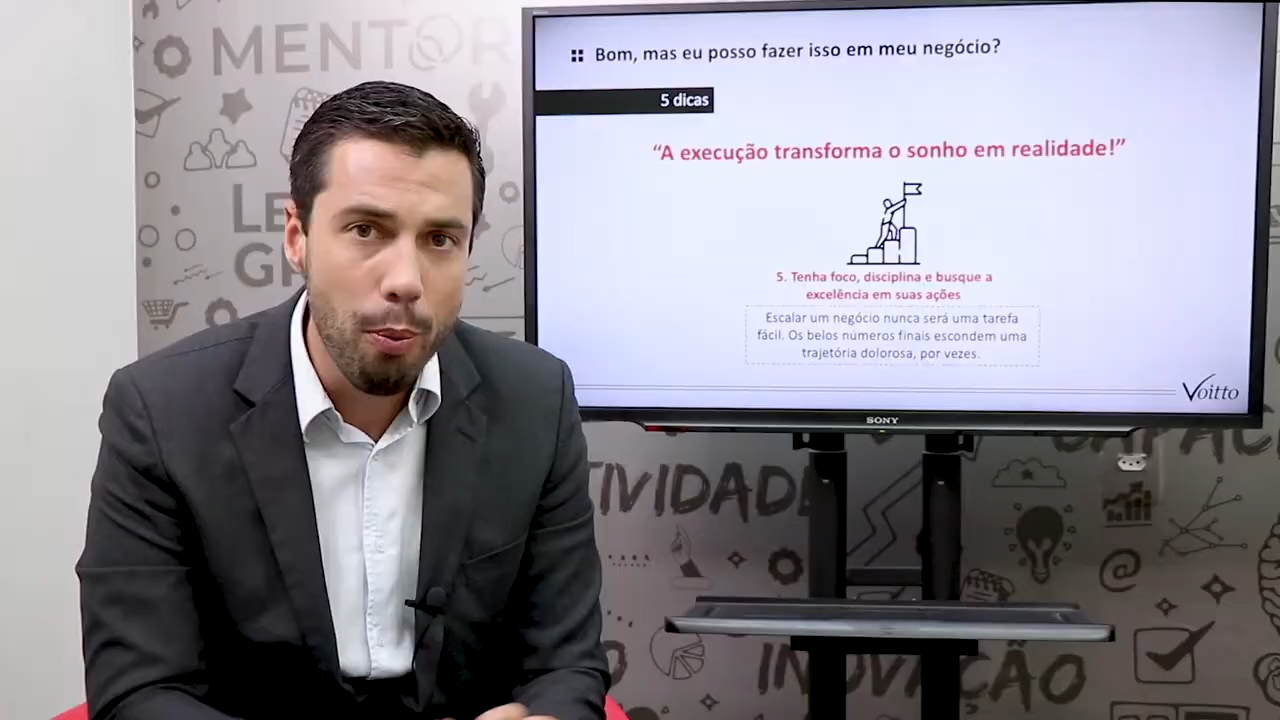 MENTOR
Bom, mas eu posso fazer isso em meu negócio?
5 dicas
“A execução transforma o sonho em realidade!”
5. Tenha foco, disciplina e busque a
excelência em suas ações
Escalar um negócio nunca será uma tarefa
fácil. Os belos números finais escondem uma
trajetória dolorosa, por vezes.
Voitto
SONY
TIVIDADE
CAPAC
@
INOVAÇÃO